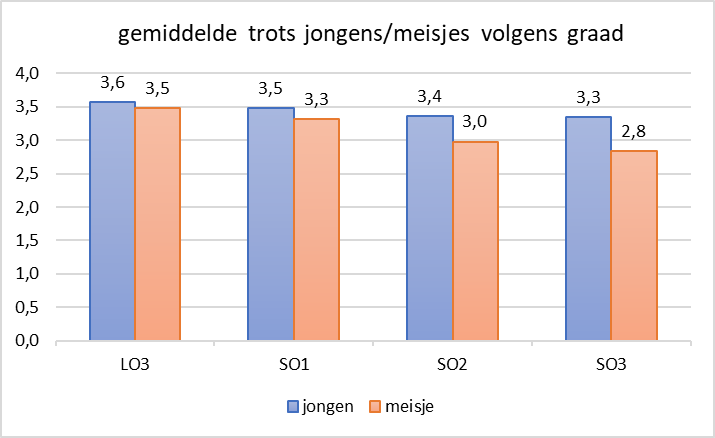 gemiddelde trots jongens/meisjes volgens graad
4,0
3,5
3,0
2,5
2,0
1,5
1,0
0,5
0,0
3,6
3,5
3,5
3,3
3,4
3,0
3,3
2,8
LO3
SO1
SO2
SO3
jongen
meisje